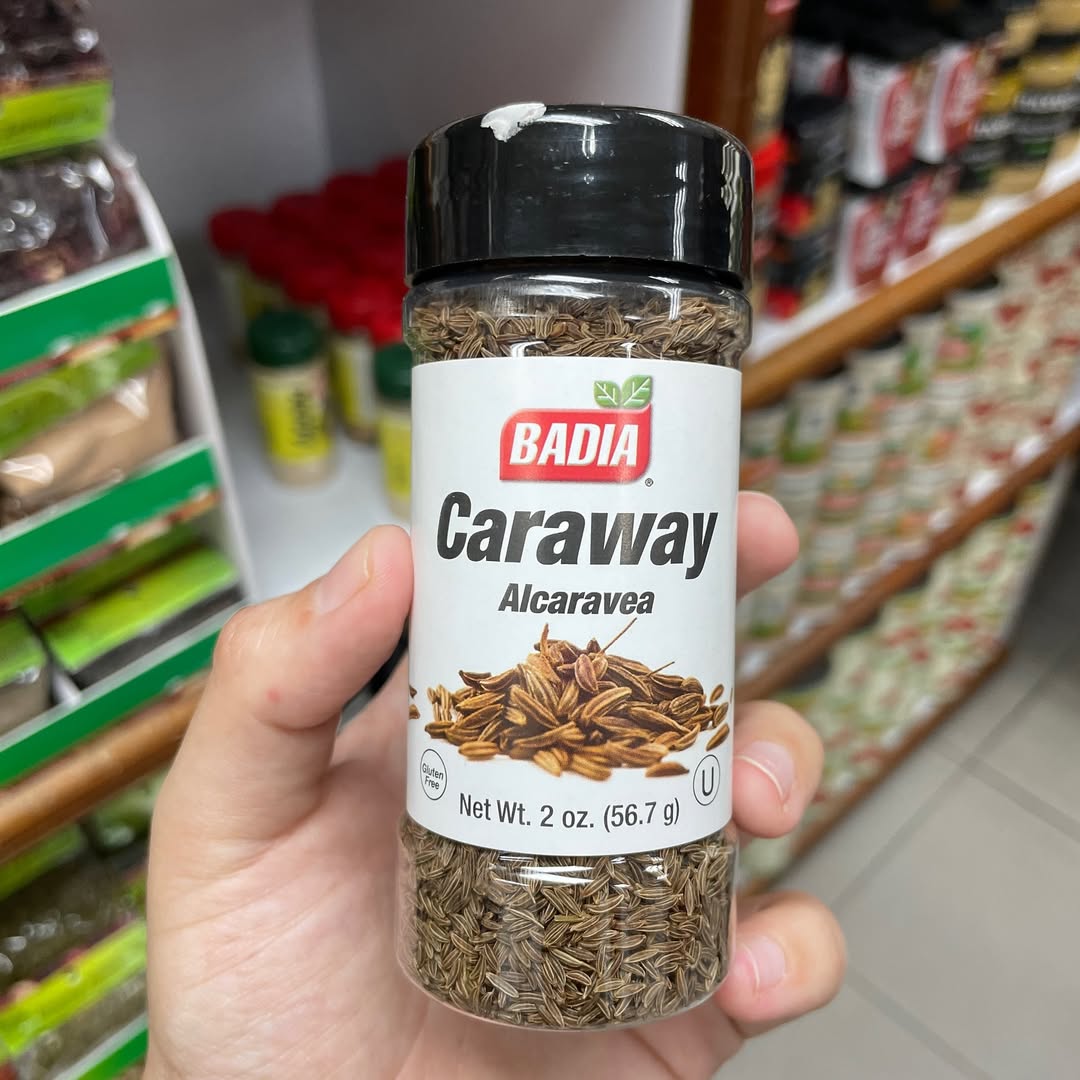 BADIA
®
Caraway
Alcaravea
Gluten
Free
U
Net Wt. 2 oz. (56.7 g)